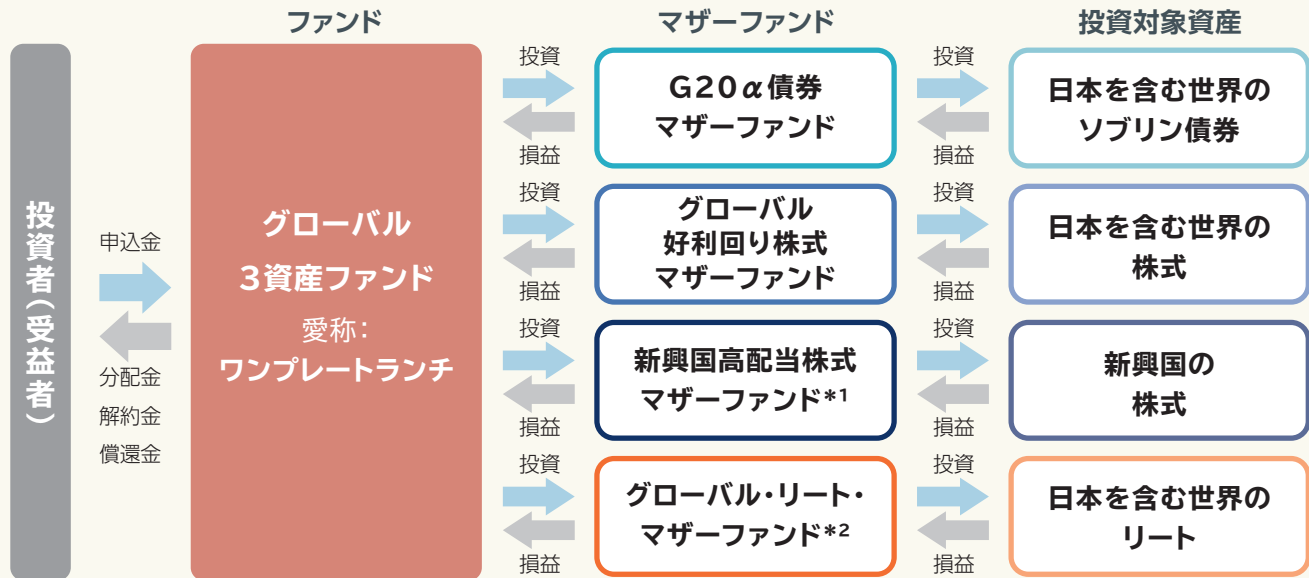 ファンド
マザーファンド
投資対象資産
投資者(受益者)
申込金
分配金
解約金
償還金
グローバル
3資産ファンド
愛称:
ワンプレートランチ
投資
損益
G20α債券
マザーファンド
投資
損益
日本を含む世界の
ソブリン債券
投資
損益
グローバル
好利回り株式
マザーファンド
投資
損益
日本を含む世界の
株式
投資
損益
新興国高配当株式
マザーファンド*1
投資
損益
新興国の
株式
投資
損益
グローバル・リート・
マザーファンド*2
投資
損益
日本を含む世界の
リート